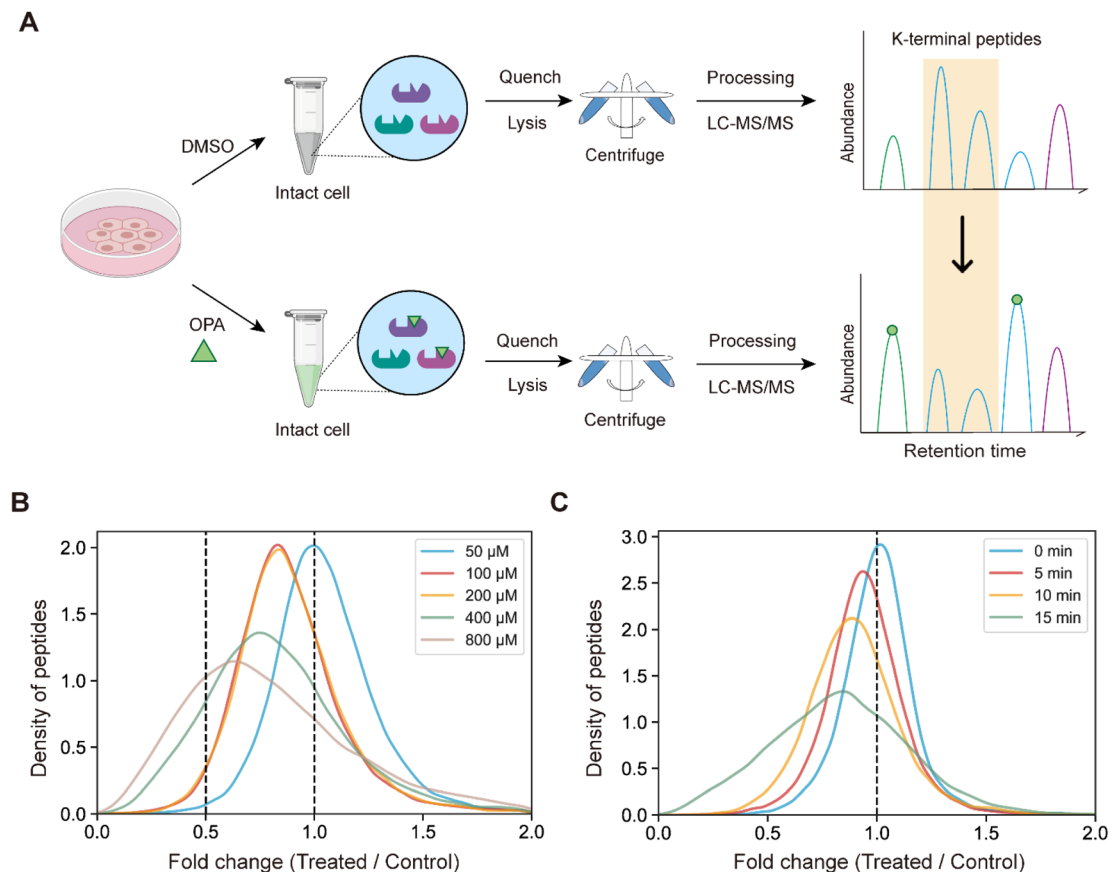 A
DMSO
Intact cell
Quench
Lysis
Centrifuge
Processing
LC-MS/MS
K-terminal peptides
Abundance
OPA
Intact cell
Quench
Lysis
Centrifuge
Processing
LC-MS/MS
Abundance
Retention time
B
Density of peptides
2.0
1.5
1.0
0.5
0.0
0.0 0.5 1.0 1.5 2.0
Fold change (Treated / Control)
50 µM
100 µM
200 µM
400 µM
800 µM
C
Density of peptides
3.0
2.5
2.0
1.5
1.0
0.5
0.0
0.0 0.5 1.0 1.5 2.0
Fold change (Treated / Control)
0 min
5 min
10 min
15 min